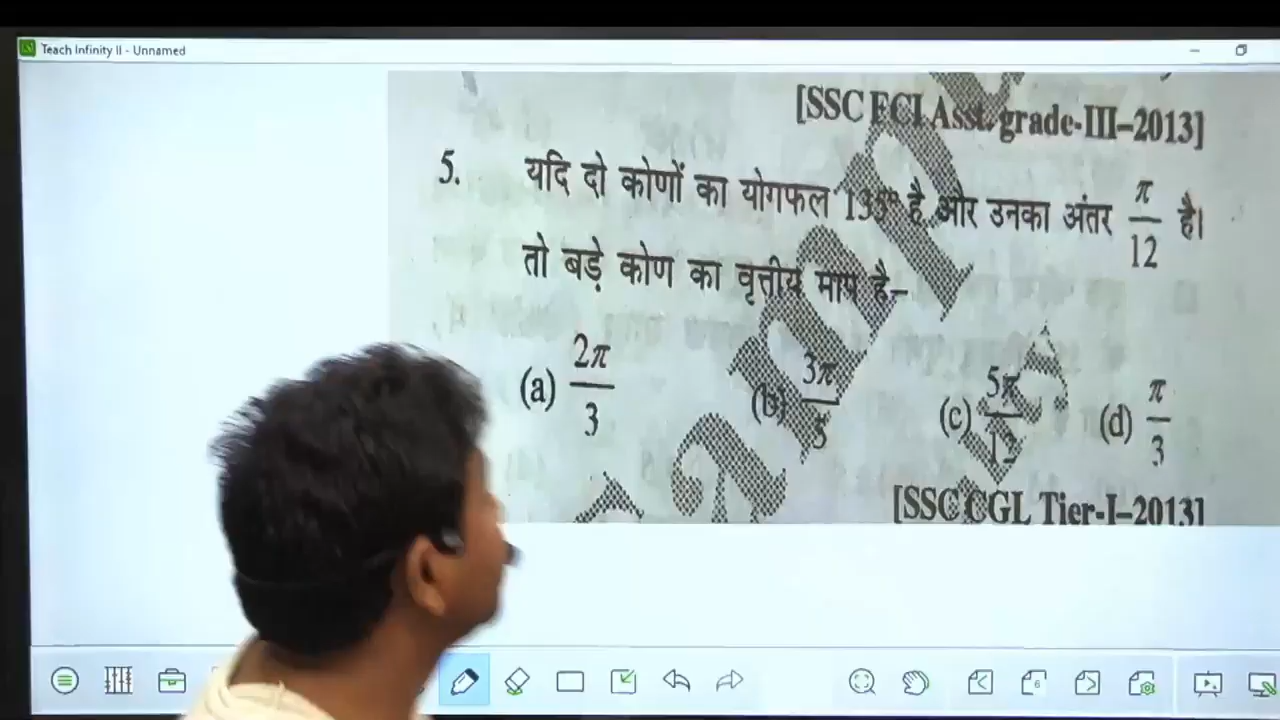 Teach Infinity II - Unnamed
[SSC FCI Asst. grade-III–2013]
5. यदि दो कोणों का योगफल 135° है और उनका अंतर π/12 है।
तो बड़े कोण का वृत्तीय माप है–
(a) 2π/3 (b) 3π/5 (c) 5π/12 (d) π/3
[SSC CGL Tier-I–2013]